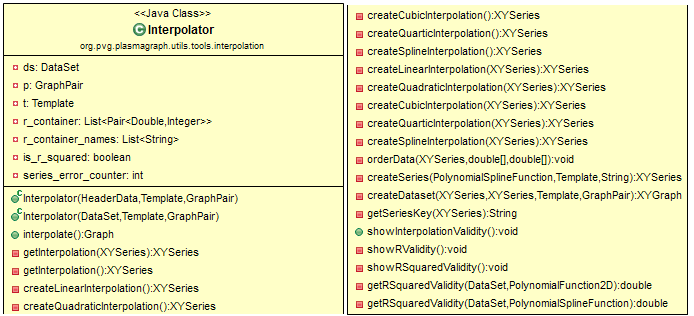 <<Java Class>>
Interpolator
org.pvg.plasmagraph.utils.tools.interpolation
ds: DataSet
p: GraphPair
t: Template
r_container: List<Pair<Double,Integer>>
r_container_names: List<String>
is_r_squared: boolean
series_error_counter: int
Interpolator(HeaderData,Template,GraphPair)
Interpolator(DataSet,Template,GraphPair)
interpolate():Graph
getInterpolation(XYSeries):XYSeries
getInterpolation():XYSeries
createLinearInterpolation():XYSeries
createQuadraticInterpolation():XYSeries
createCubicInterpolation():XYSeries
createQuarticInterpolation():XYSeries
createSplineInterpolation():XYSeries
createLinearInterpolation(XYSeries):XYSeries
createQuadraticInterpolation(XYSeries):XYSeries
createCubicInterpolation(XYSeries):XYSeries
createQuarticInterpolation(XYSeries):XYSeries
createSplineInterpolation(XYSeries):XYSeries
orderData(XYSeries,double[],double[]):void
createSeries(PolynomialSplineFunction,Template,String):XYSeries
createDataset(XYSeries,XYSeries,Template,GraphPair):XYGraph
getSeriesKey(XYSeries):String
showInterpolationValidity():void
showRValidity():void
showRSquaredValidity():void
getRSquaredValidity(DataSet,PolynomialFunction2D):double
getRSquaredValidity(DataSet,PolynomialSplineFunction):double